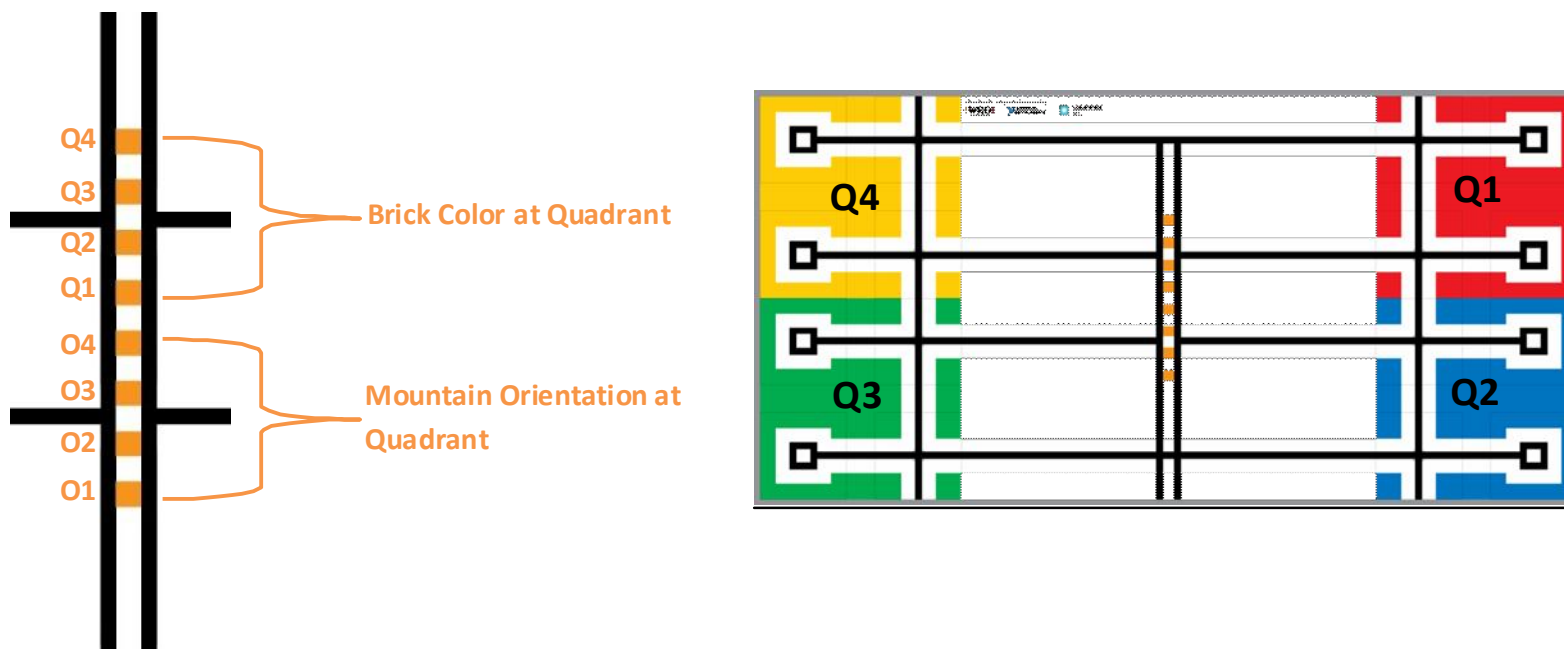 Q4
Q3
Q2
Q1
O4
O3
O2
O1
Brick Color at Quadrant
Mountain Orientation at
Quadrant
Q4
Q1
Q3
Q2